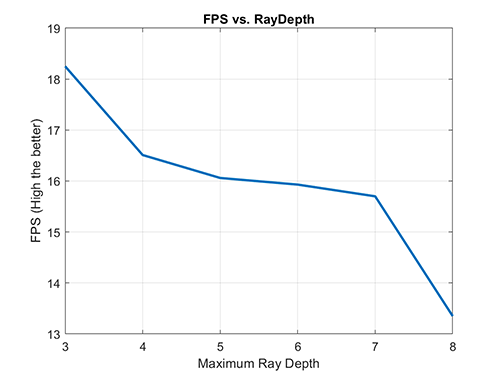 FPS vs. RayDepth
19
18
17
16
15
14
13
FPS (High the better)
3 4 5 6 7 8
Maximum Ray Depth